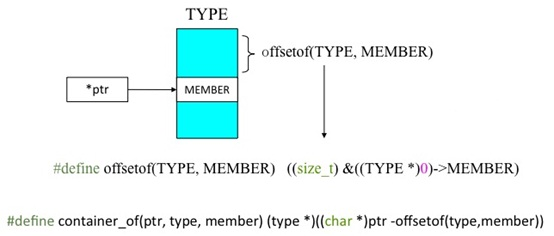 TYPE
offsetof(TYPE, MEMBER)
*ptr
MEMBER
#define offsetof(TYPE, MEMBER) ((size_t) &((TYPE *)0)->MEMBER)
#define container_of(ptr, type, member) (type *)((char *)ptr -offsetof(type,member))